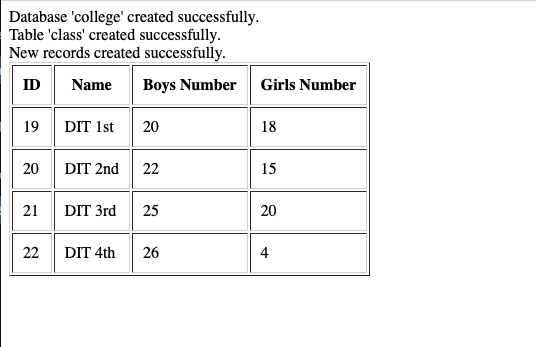 Database 'college' created successfully.
Table 'class' created successfully.
New records created successfully.
ID Name Boys Number Girls Number
19 DIT 1st 20 18
20 DIT 2nd 22 15
21 DIT 3rd 25 20
22 DIT 4th 26 4